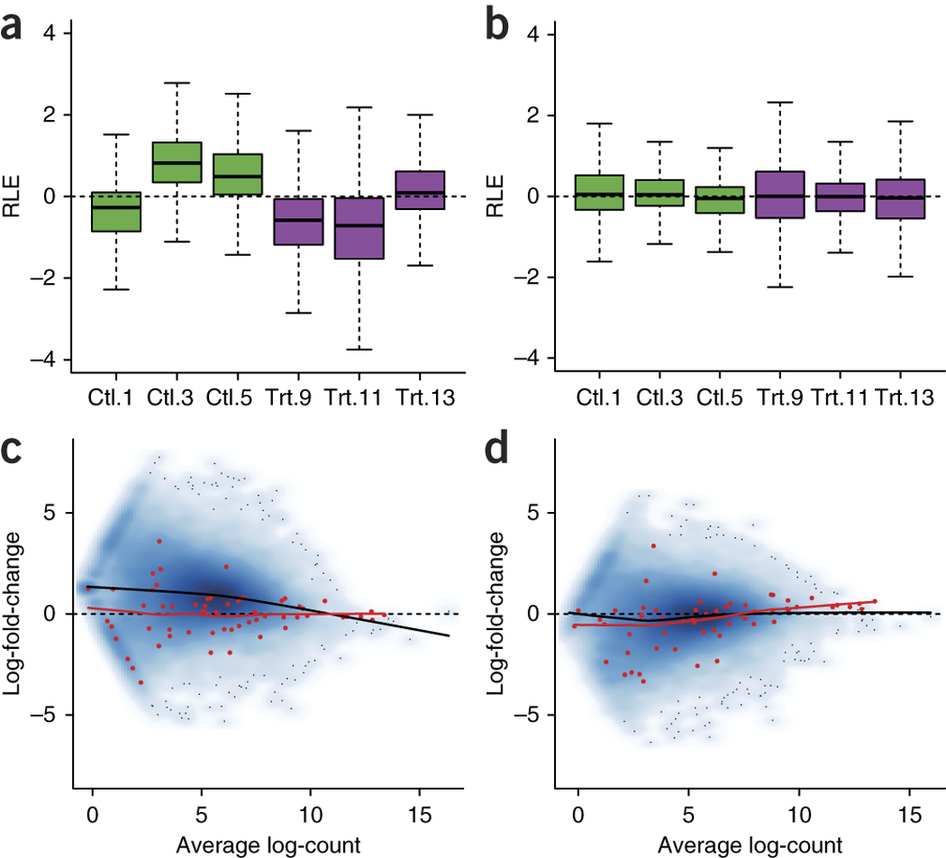 a
4
2
0
–2
–4
RLE
Ctl.1 Ctl.3 Ctl.5 Trt.9 Trt.11 Trt.13
b
4
2
0
–2
–4
RLE
Ctl.1 Ctl.3 Ctl.5 Trt.9 Trt.11 Trt.13
c
5
0
–5
Log-fold-change
0 5 10 15
Average log-count
d
5
0
–5
Log-fold-change
0 5 10 15
Average log-count